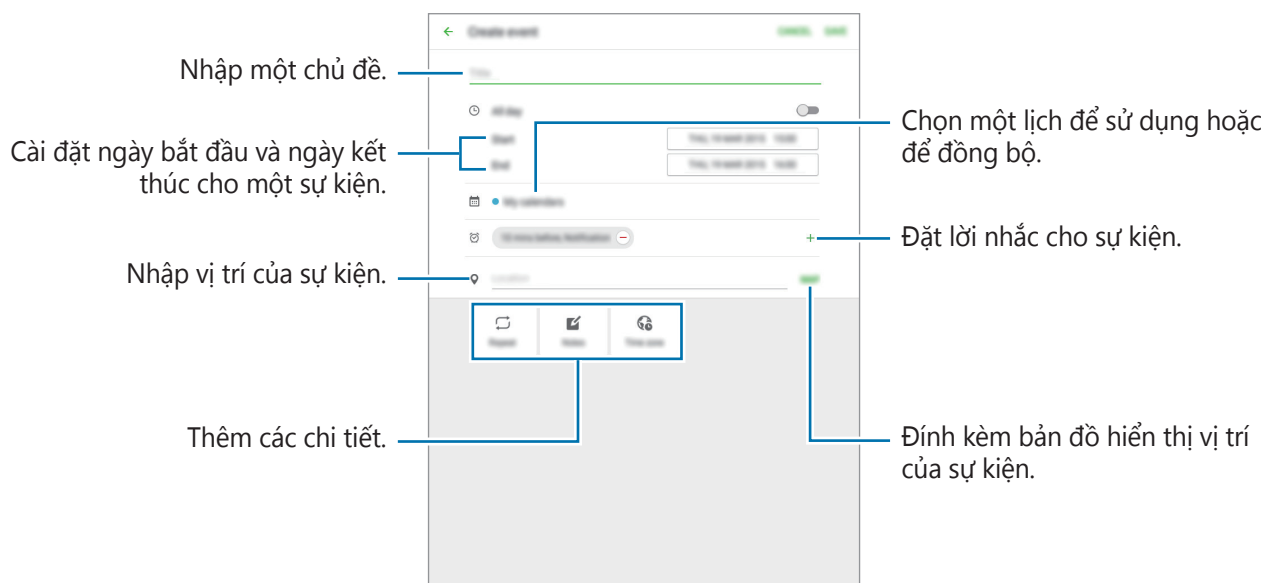 Create event
CANCEL SAVE
Nhập một chủ đề.
Title
All day
Cài đặt ngày bắt đầu và ngày kết
thúc cho một sự kiện.
Start
End
Chọn một lịch để sử dụng hoặc
để đồng bộ.
My calendars
Đặt lời nhắc cho sự kiện.
Nhập vị trí của sự kiện.
Location
MAP
Repeat
Notes
Time zone
Thêm các chi tiết.
Đính kèm bản đồ hiển thị vị trí
của sự kiện.